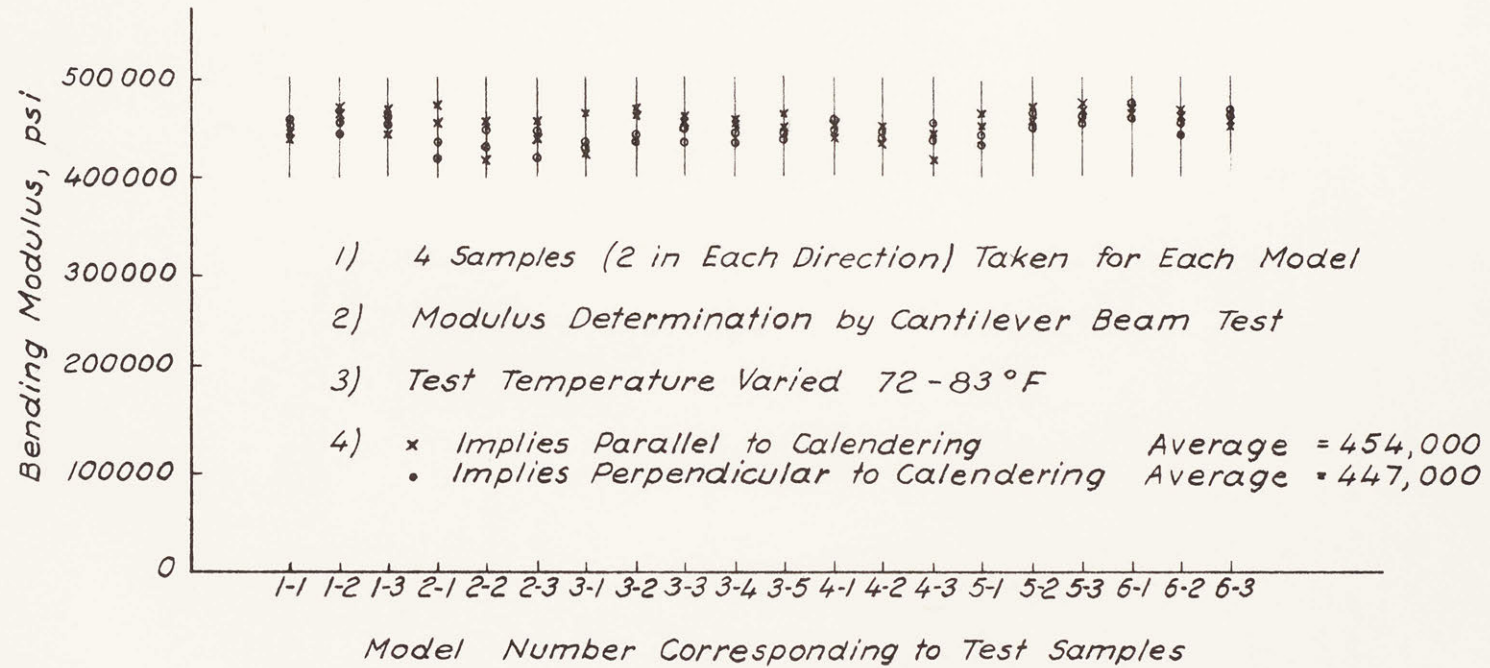 Bending Modulus, psi
500000
400000
300000
200000
100000
0
1) 4 Samples (2 in Each Direction) Taken for Each Model
2) Modulus Determination by Cantilever Beam Test
3) Test Temperature Varied 72-83°F
4) × Implies Parallel to Calendering Average = 454,000
• Implies Perpendicular to Calendering Average = 447,000
1-1 1-2 1-3 2-1 2-2 2-3 3-1 3-2 3-3 3-4 3-5 4-1 4-2 4-3 5-1 5-2 5-3 6-1 6-2 6-3
Model Number Corresponding to Test Samples